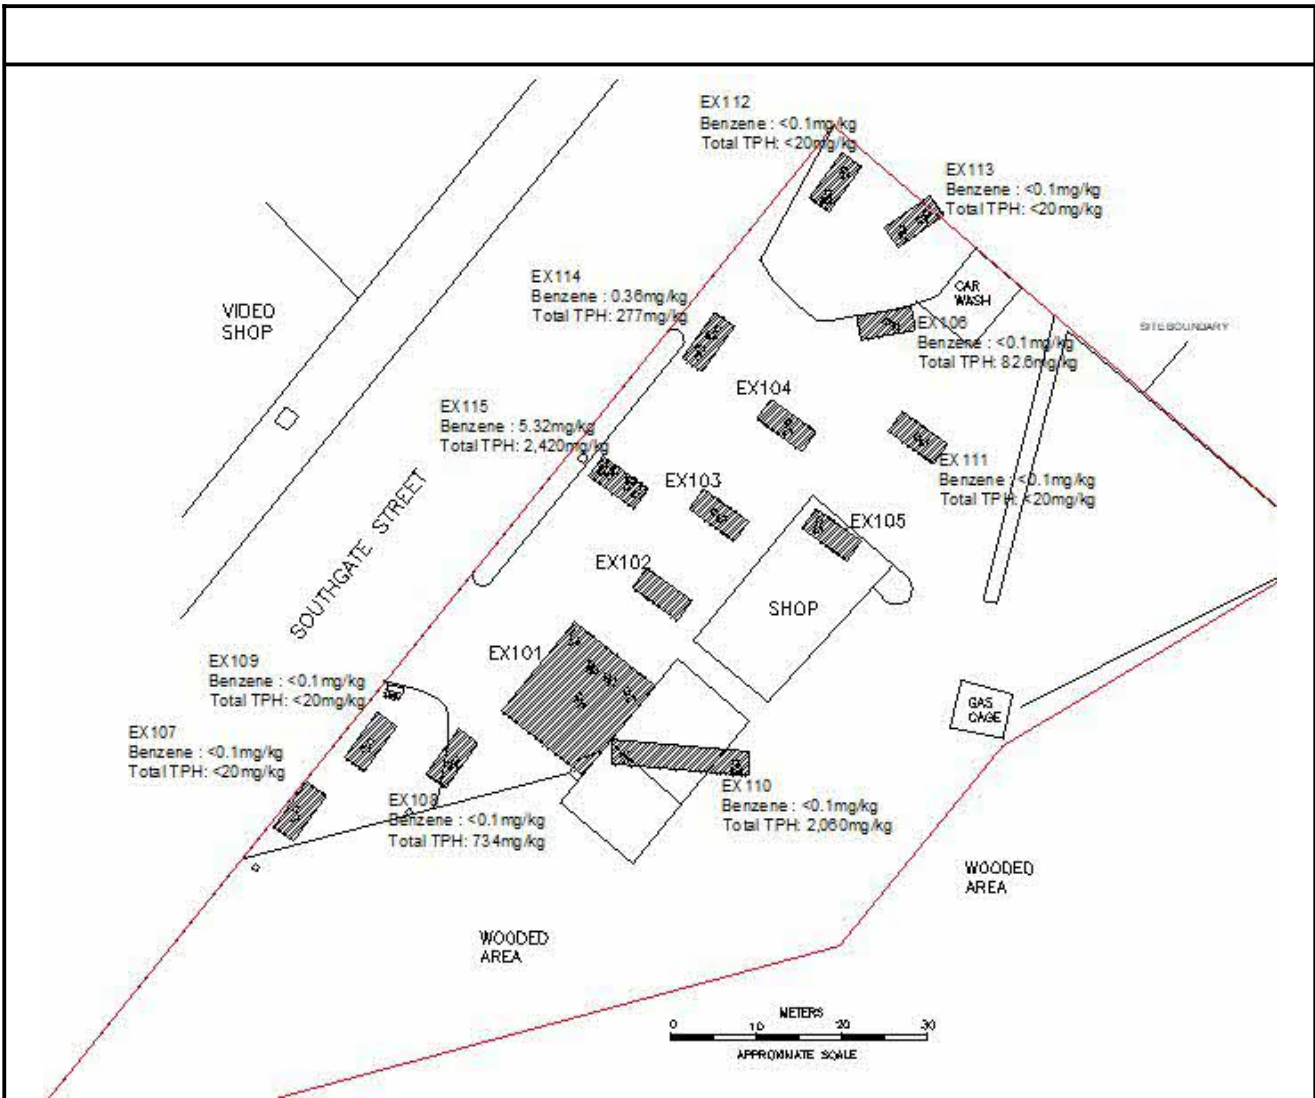 EX112
Benzene : <0.1mg/kg
Total TPH: <20mg/kg
EX113
Benzene : <0.1mg/kg
Total TPH: <20mg/kg
EX114
Benzene : 0.36mg/kg
Total TPH: 277mg/kg
CAR
WASH
VIDEO
SHOP
EX106
Benzene : <0.1mg/kg
Total TPH: 82.6mg/kg
SITE BOUNDARY
EX104
EX115
Benzene : 5.32mg/kg
Total TPH: 2,420mg/kg
EX111
Benzene : <0.1mg/kg
Total TPH: <20mg/kg
EX103
EX105
SOUTHGATE STREET
EX102
SHOP
EX101
EX109
Benzene : <0.1mg/kg
Total TPH: <20mg/kg
GAS
CAGE
EX107
Benzene : <0.1mg/kg
Total TPH: <20mg/kg
EX108
Benzene : <0.1mg/kg
Total TPH: 734mg/kg
EX110
Benzene : <0.1mg/kg
Total TPH: 2,060mg/kg
WOODED
AREA
WOODED
AREA
METERS
0 10 20 30
APPROXIMATE SCALE